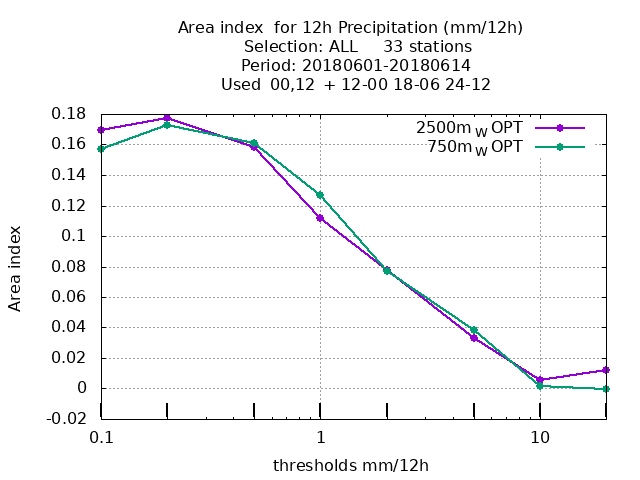 Area index  for 12h Precipitation (mm/12h)
Selection: ALL     33 stations
Period: 20180601-20180614
Used  00,12  + 12-00 18-06 24-12
2500m W OPT
750m W OPT
0.18
0.16
0.14
0.12
0.1
0.08
0.06
0.04
0.02
0
-0.02
Area index
0.1 1 10
thresholds mm/12h